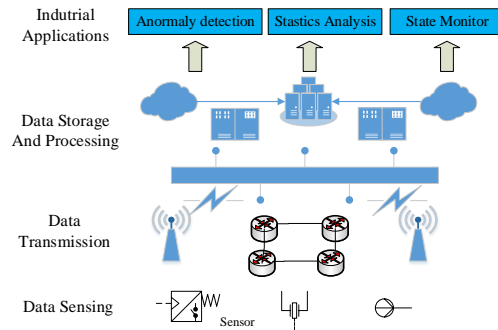 Indutrial
Applications
Anormaly detection
Stastics Analysis
State Monitor
Data Storage
And Processing
Data
Transmission
Data Sensing
Sensor